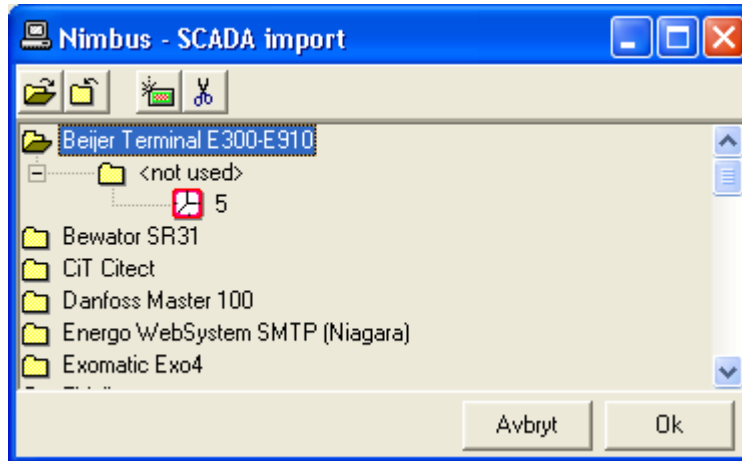 Nimbus - SCADA import
Beijer Terminal E300-E910
<not used>
5
Bewator SR31
CiT Citect
Danfoss Master 100
Energo WebSystem SMTP (Niagara)
Exomatic Exo4
Avbryt Ok